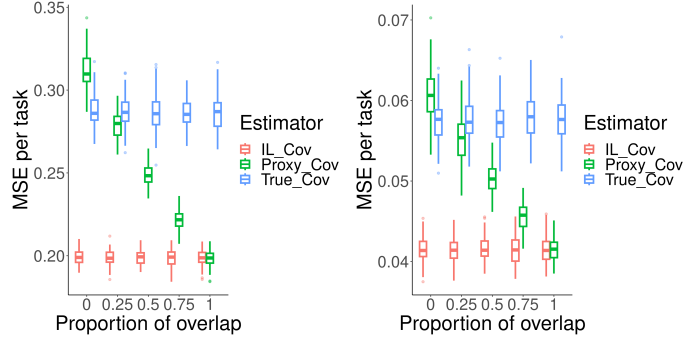 MSE per task
0.35
0.30
0.25
0.20
0 0.25 0.5 0.75 1
Proportion of overlap
Estimator
IL_Cov
Proxy_Cov
True_Cov
MSE per task
0.07
0.06
0.05
0.04
0 0.25 0.5 0.75 1
Proportion of overlap
Estimator
IL_Cov
Proxy_Cov
True_Cov